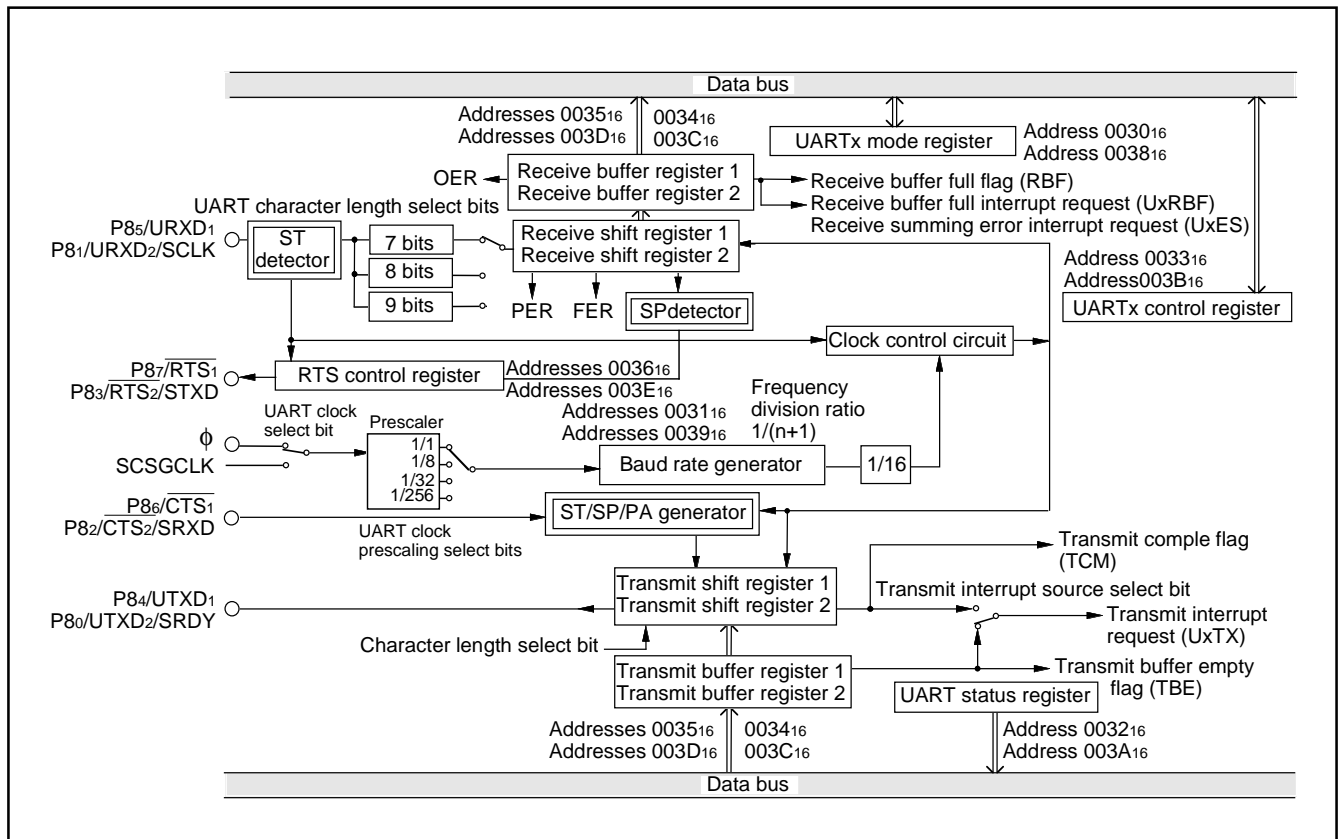 Data bus
Addresses 0035₁₆ 0034₁₆
Addresses 003D₁₆ 003C₁₆
UARTx mode register
Address 0030₁₆
Address 0038₁₆
OER
Receive buffer register 1
Receive buffer register 2
Receive buffer full flag (RBF)
Receive buffer full interrupt request (UxRBF)
Receive summing error interrupt request (UxES)
UART character length select bits
P8₅/URXD₁
P8₁/URXD₂/SCLK
ST
detector
7 bits
8 bits
9 bits
Receive shift register 1
Receive shift register 2
PER
FER
SPdetector
Address 0033₁₆
Address003B₁₆
UARTx control register
Clock control circuit
P8₇/RTS₁
P8₃/RTS₂/STXD
RTS control register
Addresses 0036₁₆
Addresses 003E₁₆
UART clock
select bit
ϕ
SCSGCLK
Prescaler
1/1
1/8
1/32
1/256
Addresses 0031₁₆
Addresses 0039₁₆
Frequency
division ratio
1/(n+1)
Baud rate generator
1/16
P8₆/CTS₁
P8₂/CTS₂/SRXD
UART clock
prescaling select bits
ST/SP/PA generator
Transmit comple flag
(TCM)
P8₄/UTXD₁
P8₀/UTXD₂/SRDY
Transmit shift register 1
Transmit shift register 2
Transmit interrupt source select bit
Transmit interrupt
request (UxTX)
Character length select bit
Transmit buffer register 1
Transmit buffer register 2
Transmit buffer empty
flag (TBE)
UART status register
Addresses 0035₁₆ 0034₁₆
Addresses 003D₁₆ 003C₁₆
Address 0032₁₆
Address 003A₁₆
Data bus